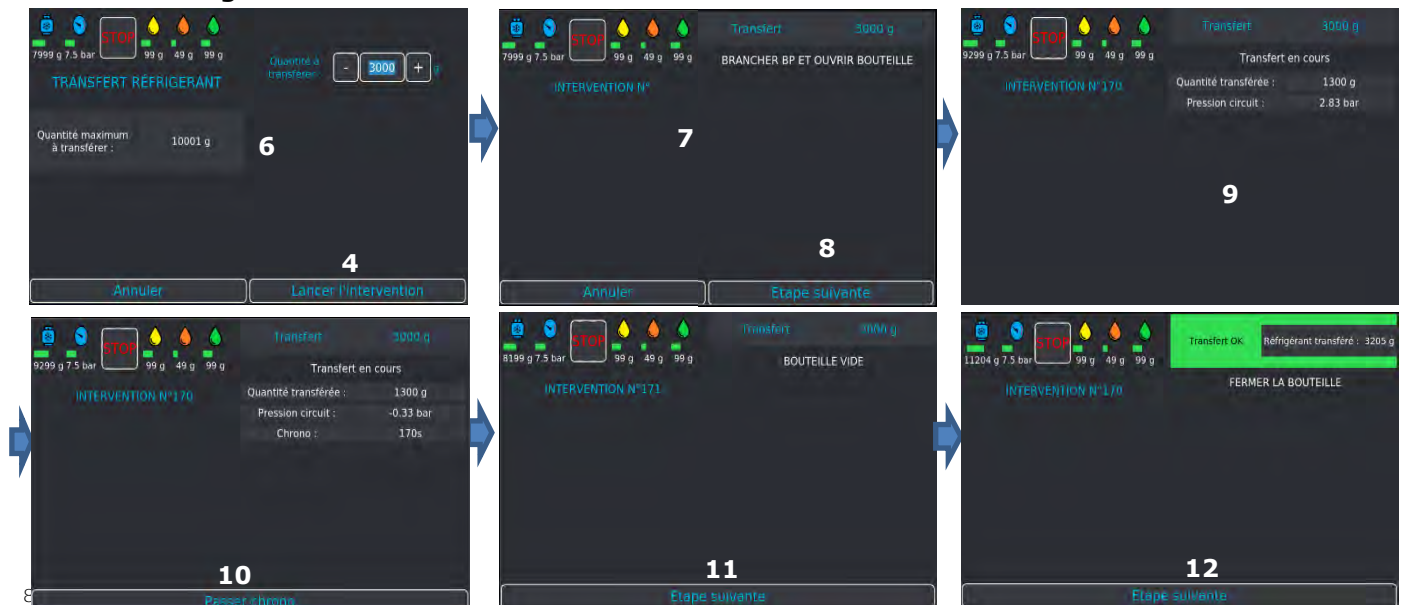 STOP
7999 g 7.5 bar 99 g 49 g 99 g
TRANSFERT RÉFRIGERANT
Quantité à
transférer:
- 3000 + g
Quantité maximum
à transférer :
10001 g
6
4
Annuler
Lancer l'intervention
STOP
7999 g 7.5 bar 99 g 49 g 99 g
Transfert 3000 g
BRANCHER BP ET OUVRIR BOUTEILLE
INTERVENTION N°
7
8
Annuler
Etape suivante
STOP
9299 g 7.5 bar 99 g 49 g 99 g
Transfert 3000 g
Transfert en cours
INTERVENTION N°170
Quantité transférée : 1300 g
Pression circuit : 2.83 bar
9
STOP
9299 g 7.5 bar 99 g 49 g 99 g
Transfert 3000 g
Transfert en cours
INTERVENTION N°170
Quantité transférée : 1300 g
Pression circuit : -0.33 bar
Chrono : 170s
10
Passer chrono
STOP
8199 g 7.5 bar 99 g 49 g 99 g
Transfert 3000 g
BOUTEILLE VIDE
INTERVENTION N°171
11
Etape suivante
STOP
11204 g 7.5 bar 99 g 49 g 99 g
Transfert OK Réfrigérant transféré : 3205 g
FERMER LA BOUTEILLE
INTERVENTION N°170
12
Etape suivante